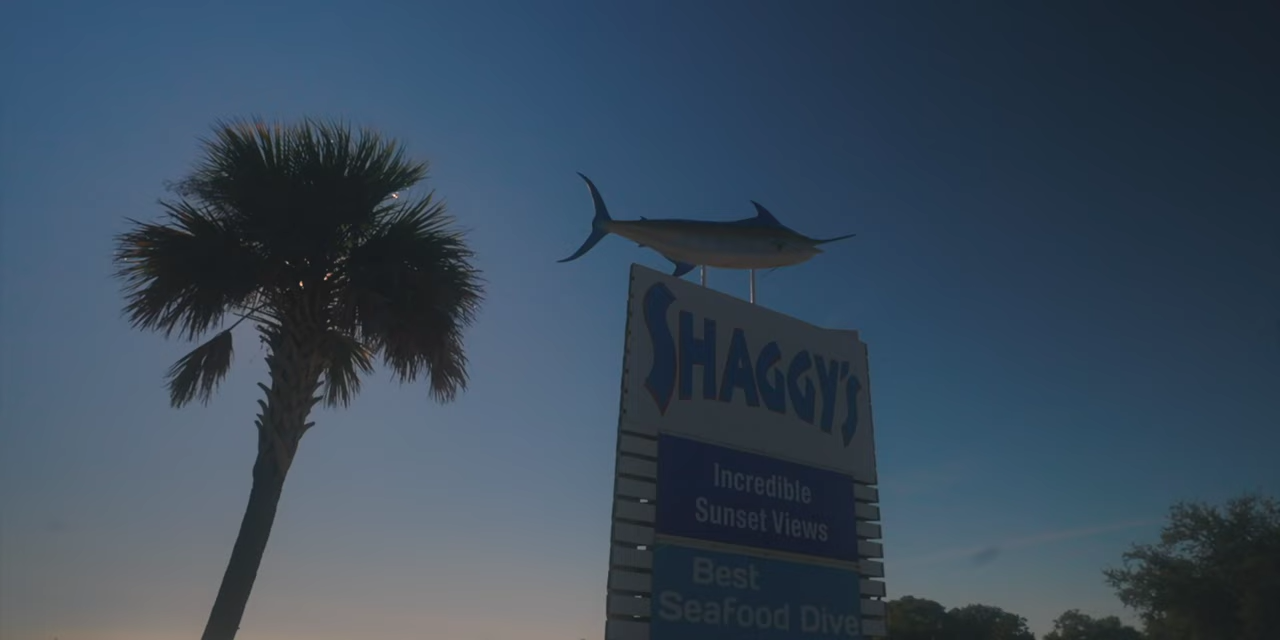 SHAGGY'S
Incredible
Sunset Views
Best
Seafood Dive